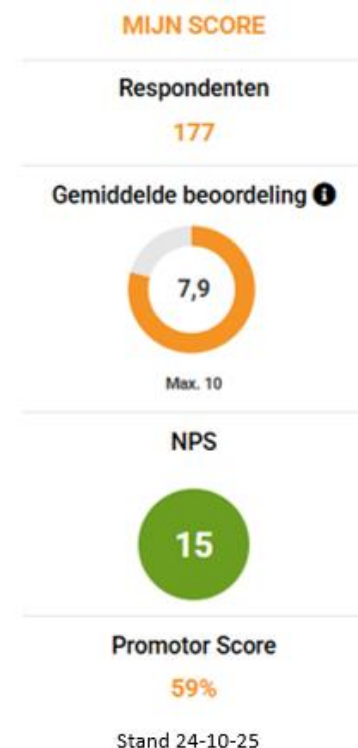 MIJN SCORE
Respondenten
177
Gemiddelde beoordeling
7,9
Max. 10
NPS
15
Promotor Score
59%
Stand 24-10-25